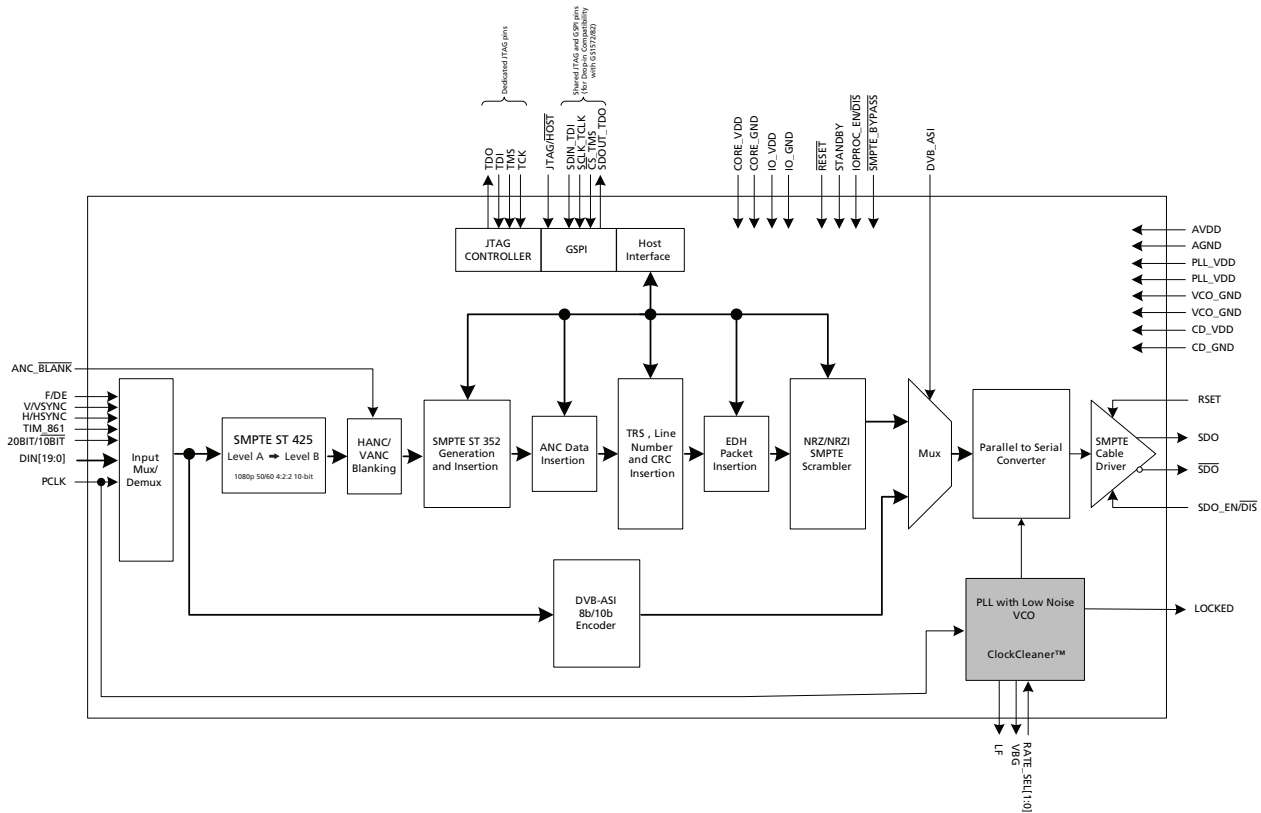 Dedicated JTAG pins
Shared JTAG and GSPI pins
(for Drop-in Compatibility
with GS1572/82)
TDO
TDI
TMS
TCK
JTAG/HOST
SDIN_TDI
SCLK_TCLK
CS_TMS
SDOUT_TDO
CORE_VDD
CORE_GND
IO_VDD
IO_GND
RESET
STANDBY
IOPROC_EN/DIS
SMPTE_BYPASS
DVB_ASI
JTAG
CONTROLLER
GSPI
Host
Interface
AVDD
AGND
PLL_VDD
PLL_VDD
VCO_GND
VCO_GND
CD_VDD
CD_GND
ANC_BLANK
F/DE
V/VSYNC
H/HSYNC
TIM_861
20BIT/10BIT
DIN[19:0]
PCLK
Input
Mux/
Demux
SMPTE ST 425
Level A ➡ Level B
1080p 50/60 4:2:2 10-bit
HANC/
VANC
Blanking
SMPTE ST 352
Generation
and Insertion
ANC Data
Insertion
TRS , Line
Number
and CRC
Insertion
EDH
Packet
Insertion
NRZ/NRZI
SMPTE
Scrambler
Mux
Parallel to Serial
Converter
SMPTE
Cable
Driver
RSET
SDO
SDO
SDO_EN/DIS
DVB-ASI
8b/10b
Encoder
PLL with Low Noise
VCO
ClockCleaner™
LOCKED
LF
VBG
RATE_SEL[1:0]